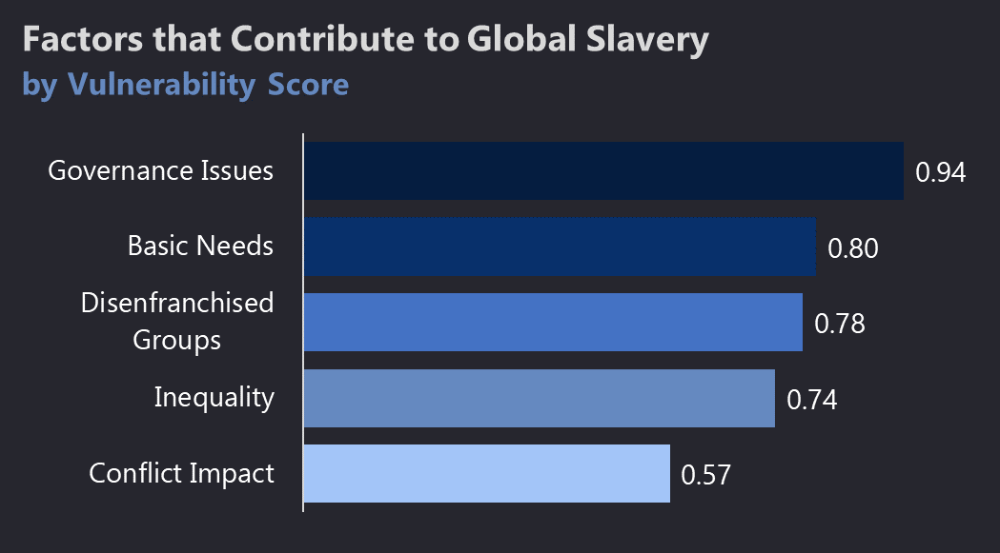 Factors that Contribute to Global Slavery
by Vulnerability Score
Governance Issues
0.94
Basic Needs
0.80
Disenfranchised
Groups
0.78
Inequality
0.74
Conflict Impact
0.57